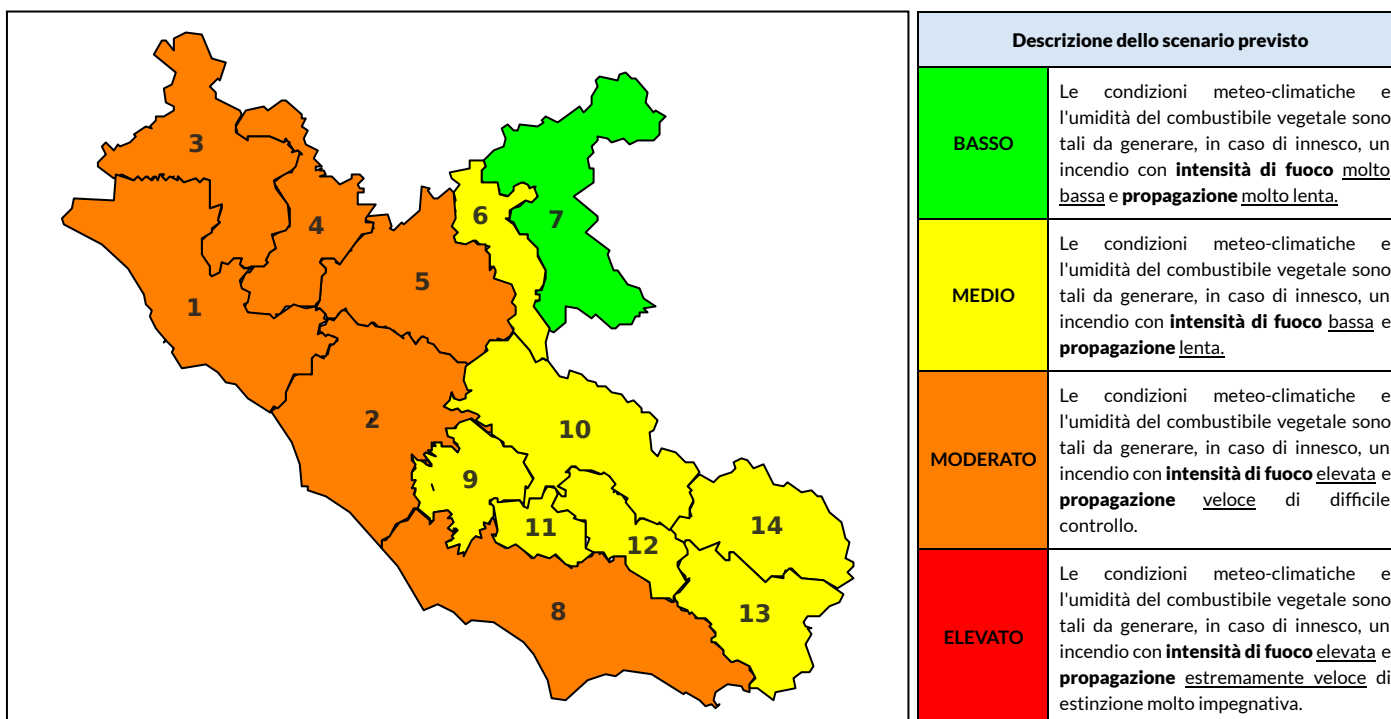 3
4
6
7
1
5
2
10
9
11
12
14
8
13
Descrizione dello scenario previsto
BASSO
Le condizioni meteo-climatiche e
l'umidità del combustibile vegetale sono
tali da generare, in caso di innesco, un
incendio con intensità di fuoco molto
bassa e propagazione molto lenta.
MEDIO
Le condizioni meteo-climatiche e
l'umidità del combustibile vegetale sono
tali da generare, in caso di innesco, un
incendio con intensità di fuoco bassa e
propagazione lenta.
MODERATO
Le condizioni meteo-climatiche e
l'umidità del combustibile vegetale sono
tali da generare, in caso di innesco, un
incendio con intensità di fuoco elevata e
propagazione veloce di difficile
controllo.
ELEVATO
Le condizioni meteo-climatiche e
l'umidità del combustibile vegetale sono
tali da generare, in caso di innesco, un
incendio con intensità di fuoco elevata e
propagazione estremamente veloce di
estinzione molto impegnativa.